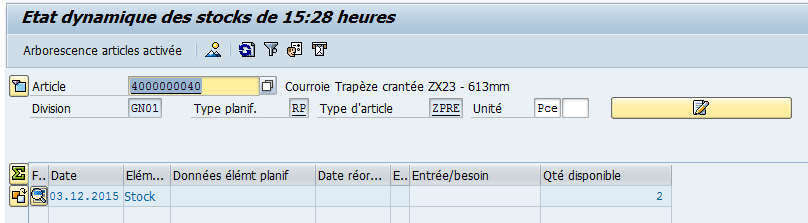 Etat dynamique des stocks de 15:28 heures
Arborescence articles activée
Article 4000000040 Courroie Trapèze crantée ZX23 - 613mm
Division GN01 Type planif. RP Type d'article ZPRE Unité Pce
F.. Date Elém... Données élémt planif Date réor... E.. Entrée/besoin Qté disponible
03.12.2015 Stock 2